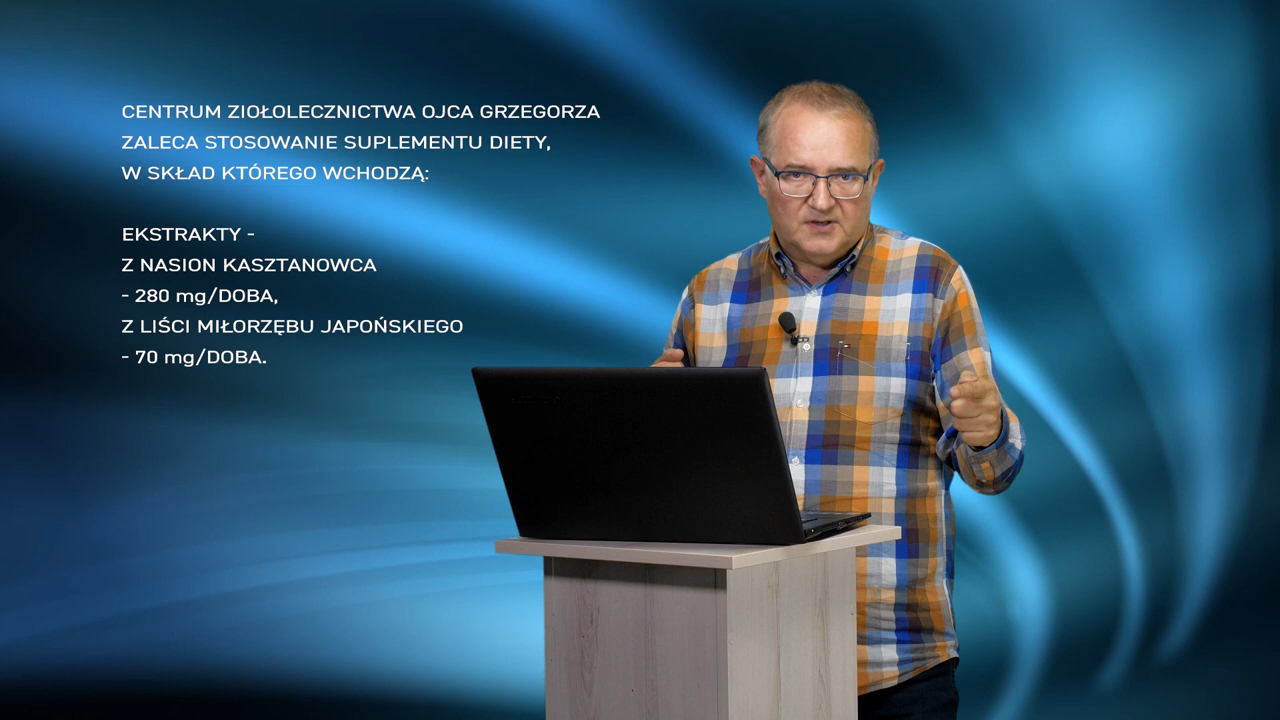 CENTRUM ZIOŁOLECZNICTWA OJCA GRZEGORZA
ZALECA STOSOWANIE SUPLEMENTU DIETY,
W SKŁAD KTÓREGO WCHODZĄ:
EKSTRAKTY -
Z NASION KASZTANOWCA
- 280 mg/DOBA,
Z LIŚCI MIŁORZĘBU JAPOŃSKIEGO
- 70 mg/DOBA.